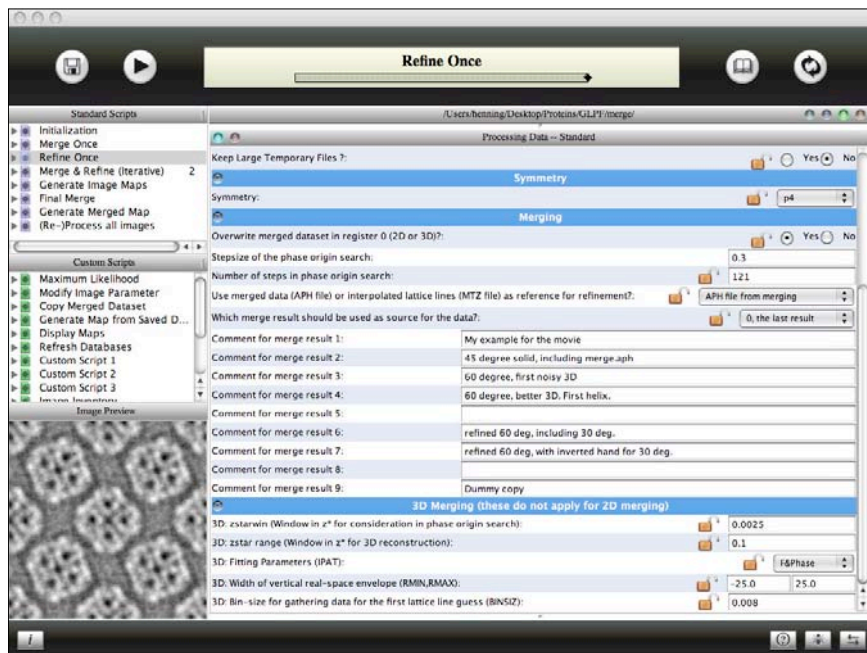 Refine Once
Standard Scripts
Initialization
Merge Once
Refine Once
Merge & Refine (Iterative) 2
Generate Image Maps
Final Merge
Generate Merged Map
(Re-)Process all images
Custom Scripts
Maximum Likelihood
Modify Image Parameter
Copy Merged Dataset
Generate Map from Saved D...
Display Maps
Refresh Databases
Custom Script 1
Custom Script 2
Custom Script 3
Image Inventory
Image Preview
/Users/henning/Desktop/Proteins/GLPF/merge/
Processing Data -- Standard
Keep Large Temporary Files ?: Yes No
Symmetry
Symmetry: p4
Merging
Overwrite merged dataset in register 0 (2D or 3D)?: Yes No
Stepsize of the phase origin search: 0.3
Number of steps in phase origin search: 121
Use merged data (APH file) or interpolated lattice lines (MTZ file) as reference for refinement?: APH file from merging
Which merge result should be used as source for the data?: 0, the last result
Comment for merge result 1: My example for the movie
Comment for merge result 2: 45 degree solid, including merge.aph
Comment for merge result 3: 60 degree, first noisy 3D
Comment for merge result 4: 60 degree, better 3D. First helix.
Comment for merge result 5:
Comment for merge result 6: refined 60 deg, including 30 deg.
Comment for merge result 7: refined 60 deg, with inverted hand for 30 deg.
Comment for merge result 8:
Comment for merge result 9: Dummy copy
3D Merging (these do not apply for 2D merging)
3D: zstarwin (Window in z* for consideration in phase origin search): 0.0025
3D: zstar range (Window in z* for 3D reconstruction): 0.1
3D: Fitting Parameters (IPAT): F&Phase
3D: Width of vertical real-space envelope (RMIN,RMAX): -25.0 25.0
3D: Bin-size for gathering data for the first lattice line guess (BINSIZ): 0.008